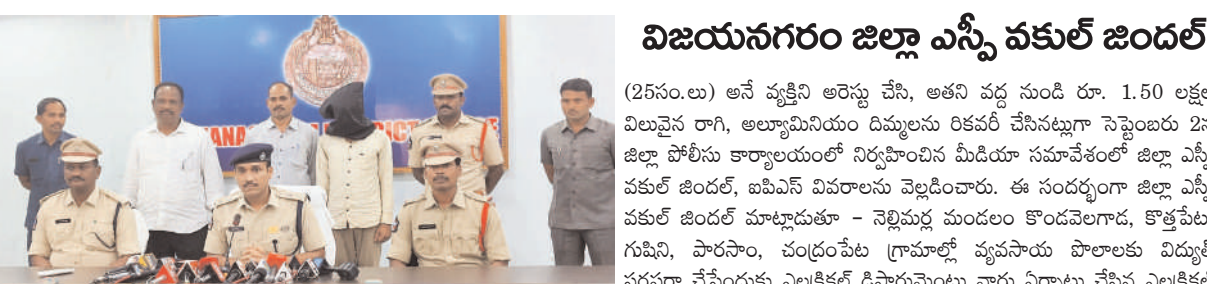 విజయనగరం జిల్లా ఎస్పీ వకుల్ జిందల్
(25సం.లు) అనే వ్యక్తిని అరెస్టు చేసి, అతని వద్ద నుండి రూ. 1.50 లక్షల
విలువైన రాగి, అల్యూమినియం దిమ్మలను రికవరీ చేసినట్లుగా సెప్టెంబరు 2న
జిల్లా పోలీసు కార్యాలయంలో నిర్వహించిన మీడియా సమావేశంలో జిల్లా ఎస్పీ
వకుల్ జిందల్, ఐపిఎస్ వివరాలను వెల్లడించారు. ఈ సందర్భంగా జిల్లా ఎస్పీ
వకుల్ జిందల్ మాట్లాడుతూ - నెల్లిమర్ల మండలం కొండవెలగాడ, కొత్తపేట
గుషిని, పారసాం, చంద్రంపేట గ్రామాల్లో వ్యవసాయ పొలాలకు విద్యుత్